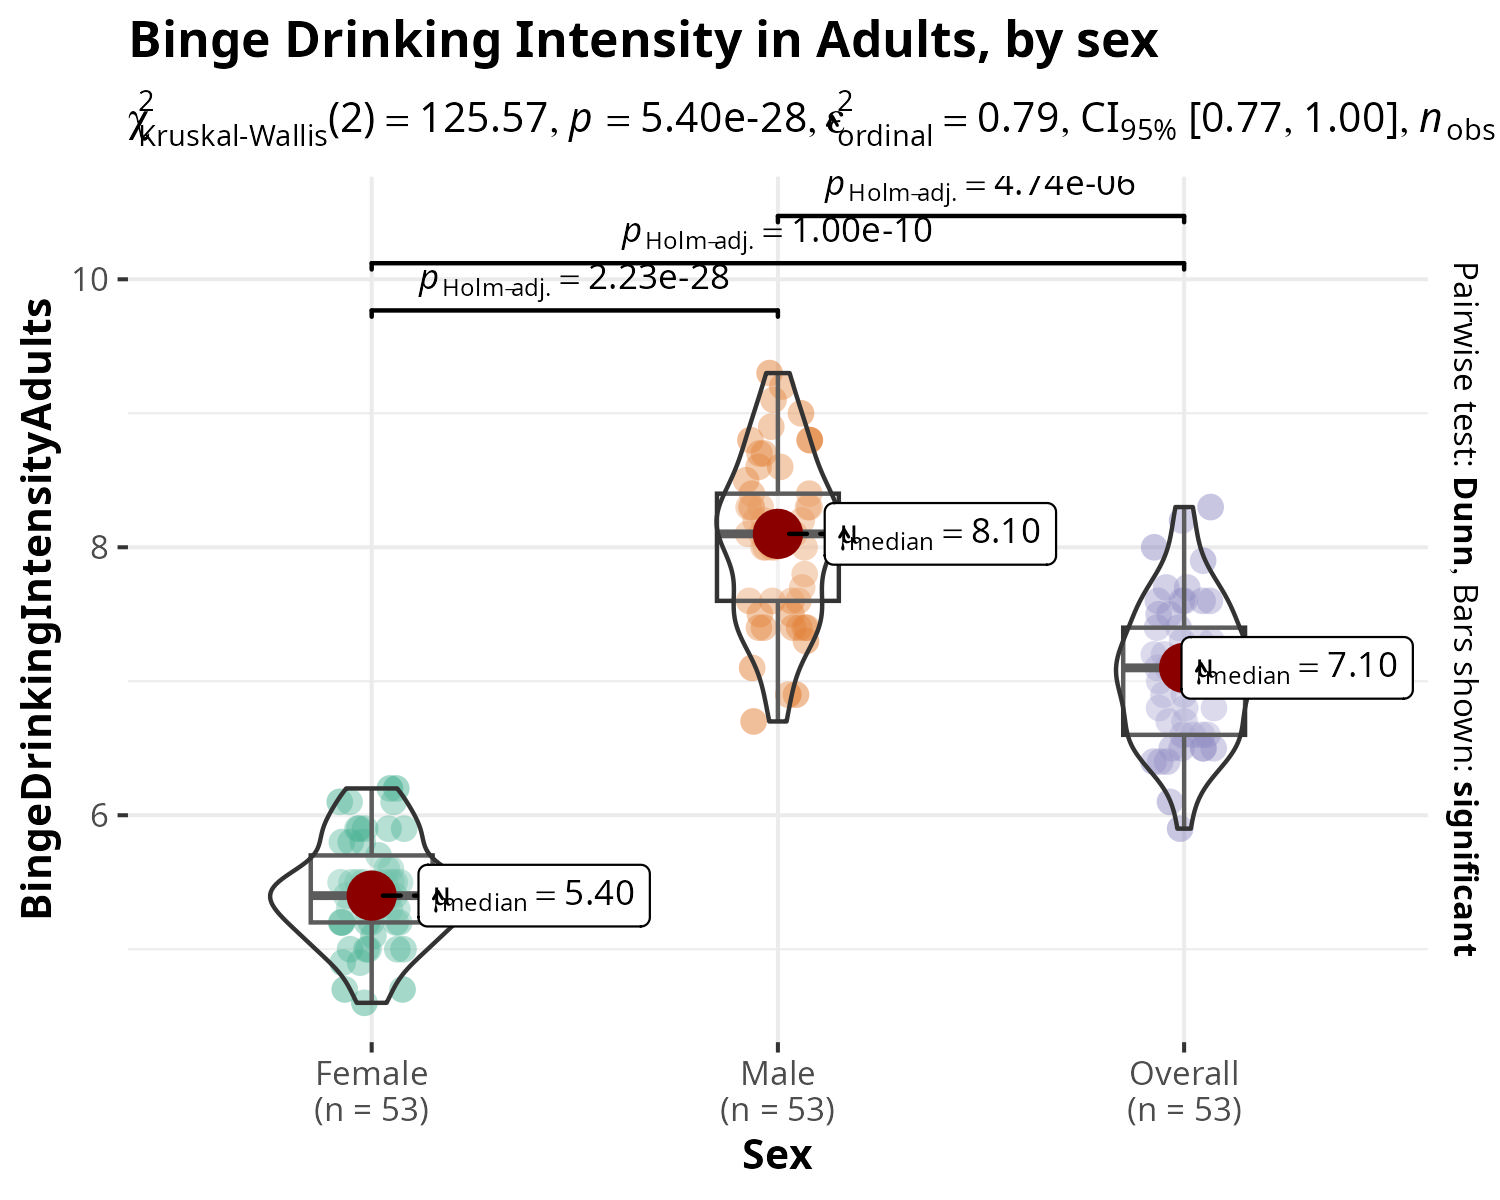 Binge Drinking Intensity in Adults, by sex
χ²Kruskal-Wallis(2) = 125.57, p = 5.40e-28, ε̂²ordinal = 0.79, CI95% [0.77, 1.00], nobs
pHolm-adj. = 4.74e-06
pHolm-adj. = 1.00e-10
pHolm-adj. = 2.23e-28
10
8
6
BingeDrinkingIntensityAdults
μ̂median = 8.10
μ̂median = 7.10
μ̂median = 5.40
Pairwise test: Dunn, Bars shown: significant
Female
(n = 53)
Male
(n = 53)
Overall
(n = 53)
Sex